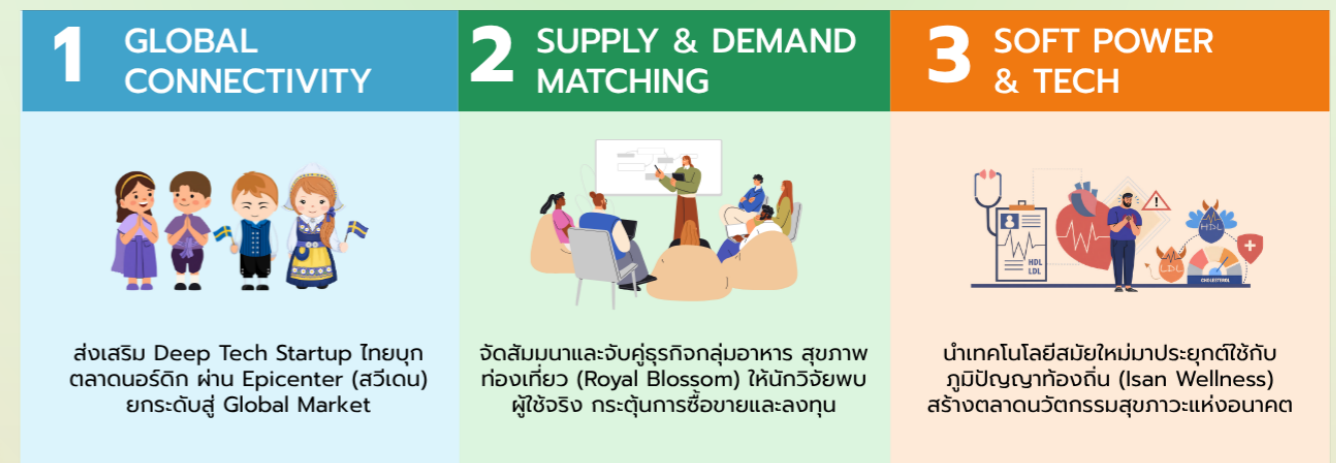 1 GLOBAL
CONNECTIVITY
ส่งเสริม Deep Tech Startup ไทยบุก
ตลาดนอร์ดิก ผ่าน Epicenter (สวีเดน)
ยกระดับสู่ Global Market
2 SUPPLY & DEMAND
MATCHING
จัดสัมมนาและจับคู่ธุรกิจกลุ่มอาหาร สุขภาพ
ท่องเที่ยว (Royal Blossom) ให้นักวิจัยพบ
ผู้ใช้จริง กระตุ้นการซื้อขายและลงทุน
3 SOFT POWER
& TECH
HDL
LDL
HDL
LDL
CHOLESTEROL
นำเทคโนโลยีสมัยใหม่มาประยุกต์ใช้กับ
ภูมิปัญญาท้องถิ่น (Isan Wellness)
สร้างตลาดนวัตกรรมสุขภาวะแห่งอนาคต